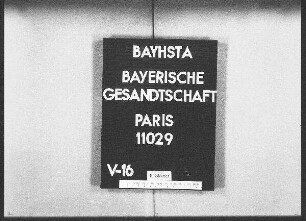 BAYHSTA
BAYERISCHE
GESANDTSCHAFT
PARIS
11029
V-16